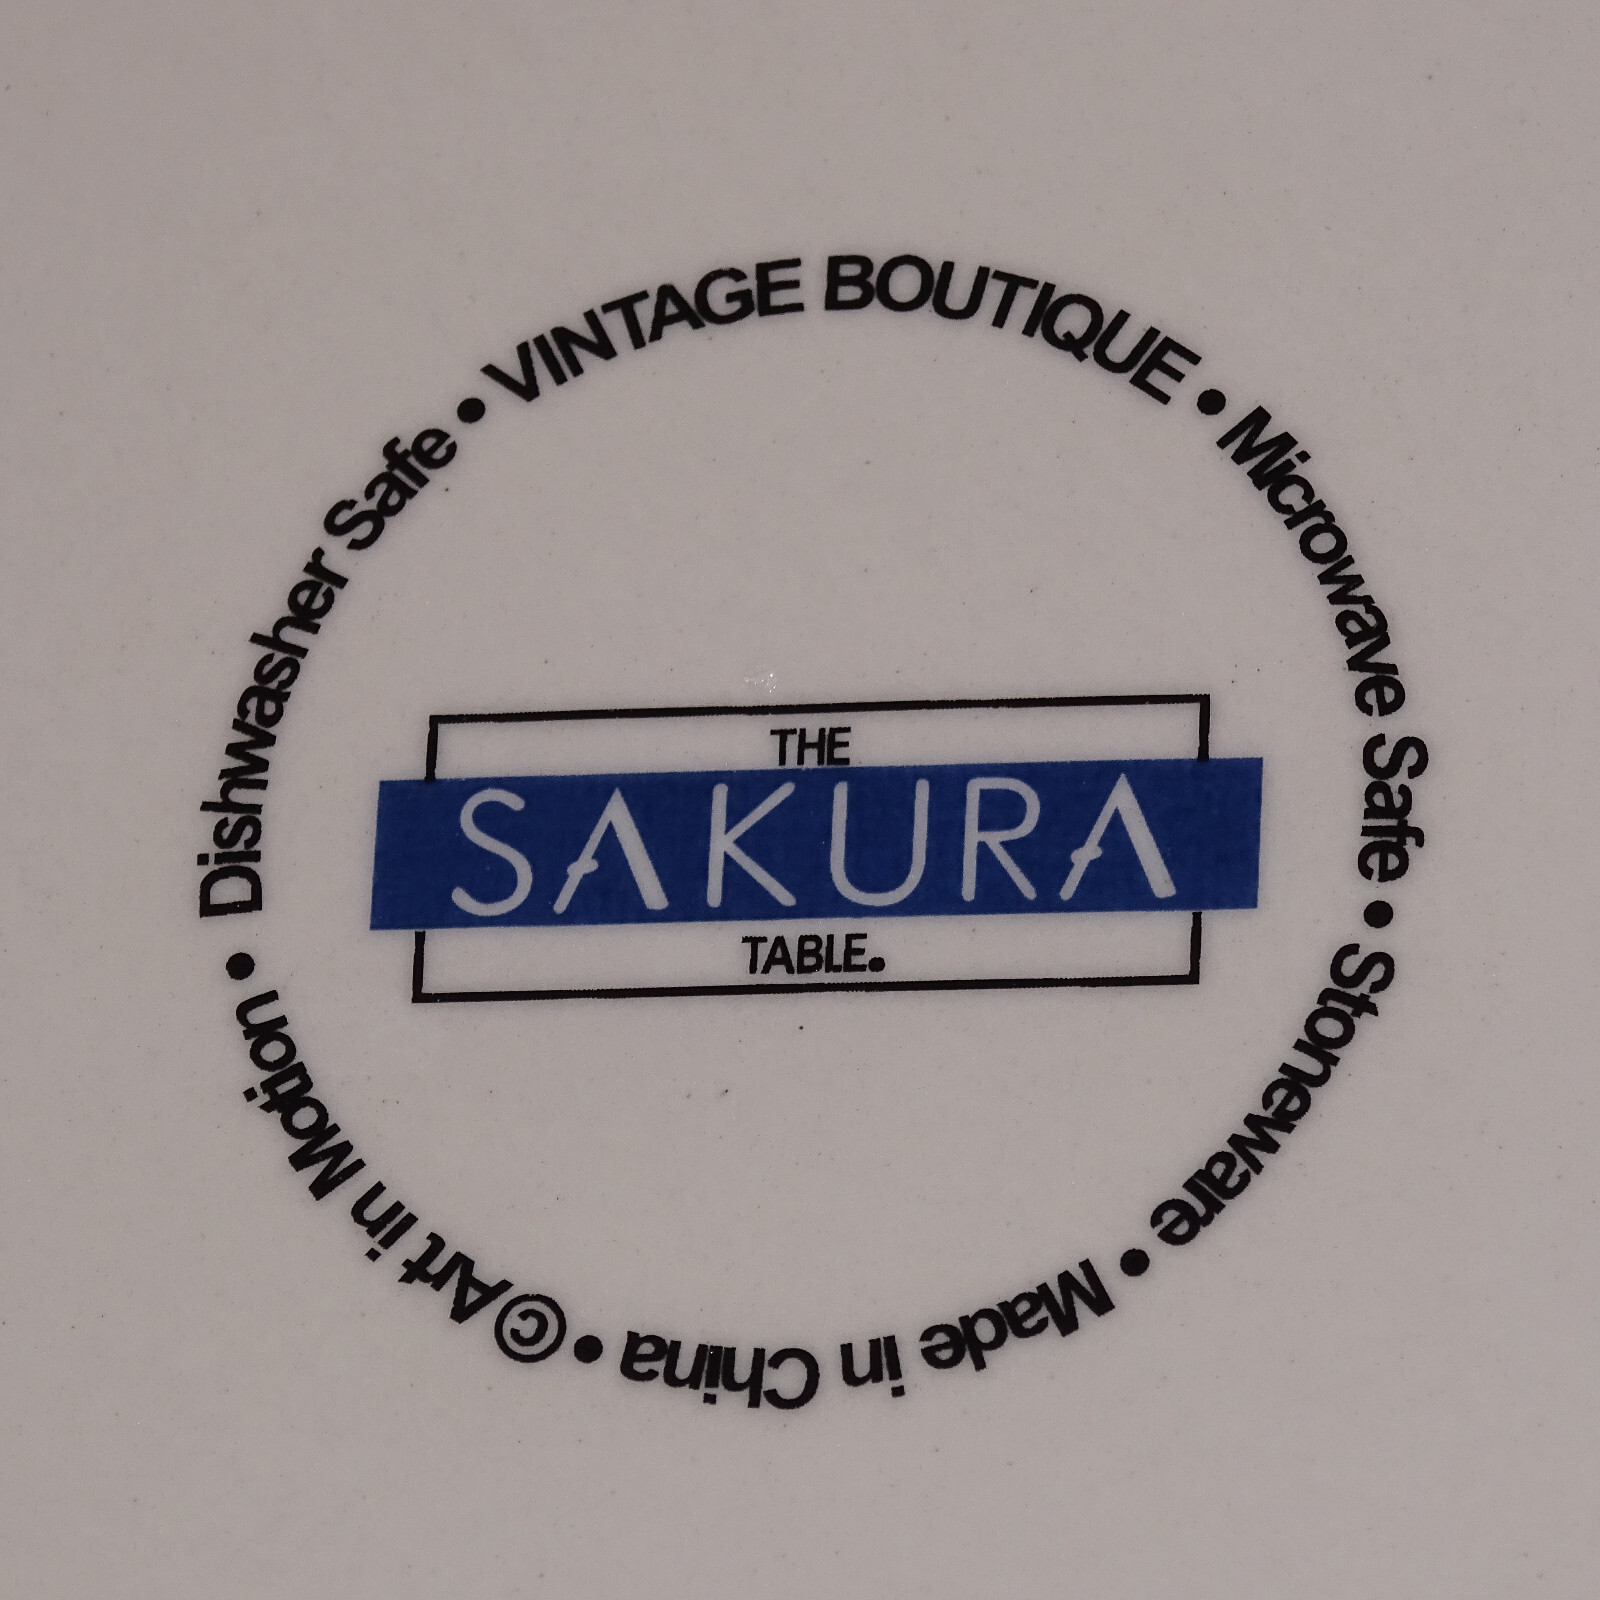 VINTAGE BOUTIQUE • Microwave Safe • Stoneware • Made in China • © Art in Motion • Dishwasher Safe •
THE
SAKURA
TABLE.